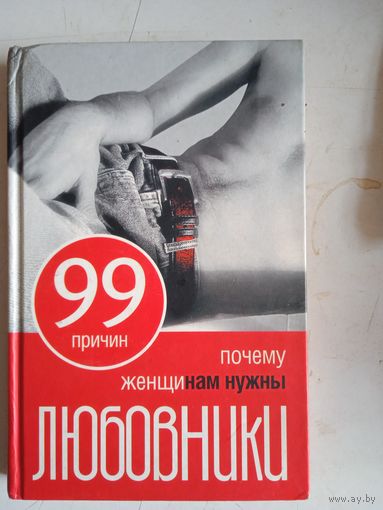 99
причин
почему
женщинам нужны
ЛЮБОВНИКИ
www.ay.by